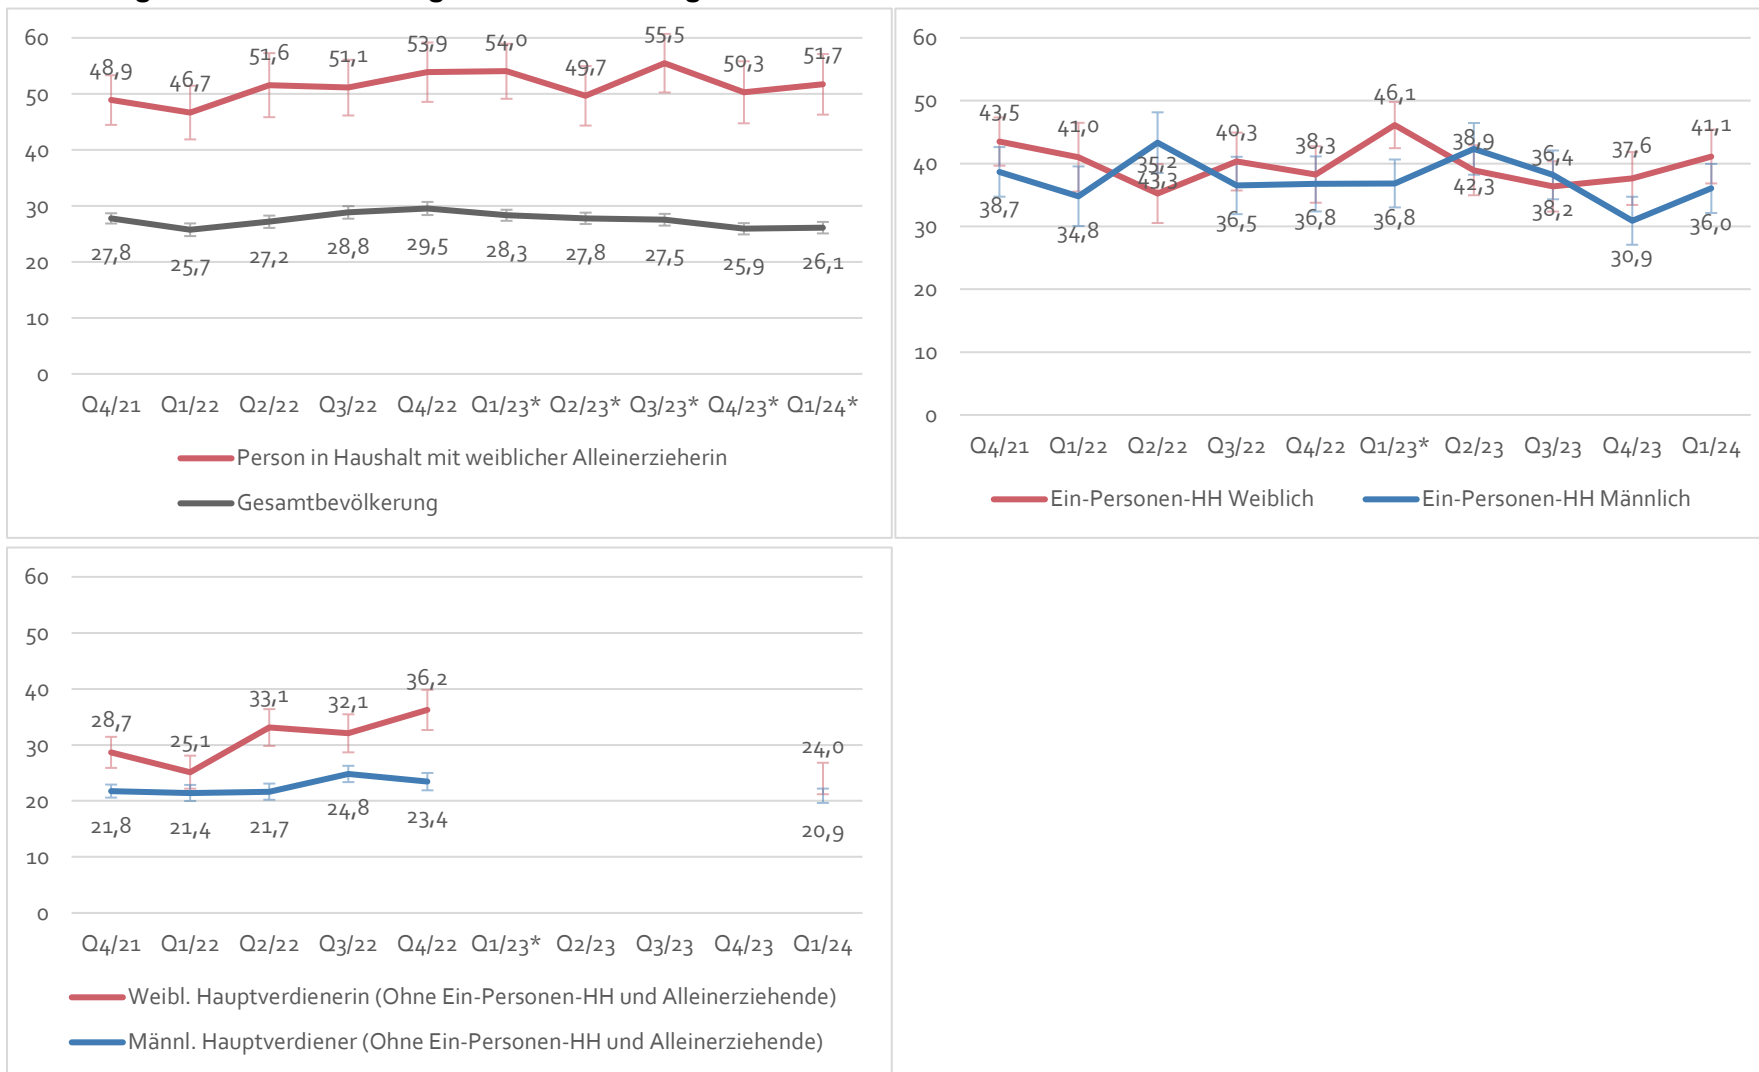 60
50
40
30
20
10
0
48,9 46,7 51,6 51,1 53,9 54,0 49,7 55,5 50,3 51,7
27,8 25,7 27,2 28,8 29,5 28,3 27,8 27,5 25,9 26,1
Q4/21 Q1/22 Q2/22 Q3/22 Q4/22 Q1/23* Q2/23* Q3/23* Q4/23* Q1/24*
Person in Haushalt mit weiblicher Alleinerzieherin
Gesamtbevölkerung
60
50
40
30
20
10
0
43,5 41,0 35,2 40,3 38,3 46,1 38,9 36,4 37,6 41,1
38,7 34,8 43,3 36,5 36,8 36,8 42,3 38,2 30,9 36,0
Q4/21 Q1/22 Q2/22 Q3/22 Q4/22 Q1/23* Q2/23 Q3/23 Q4/23 Q1/24
Ein-Personen-HH Weiblich Ein-Personen-HH Männlich
60
50
40
30
20
10
0
28,7 25,1 33,1 32,1 36,2 24,0
21,8 21,4 21,7 24,8 23,4 20,9
Q4/21 Q1/22 Q2/22 Q3/22 Q4/22 Q1/23* Q2/23 Q3/23 Q4/23 Q1/24
Weibl. Hauptverdienerin (Ohne Ein-Personen-HH und Alleinerziehende)
Männl. Hauptverdiener (Ohne Ein-Personen-HH und Alleinerziehende)